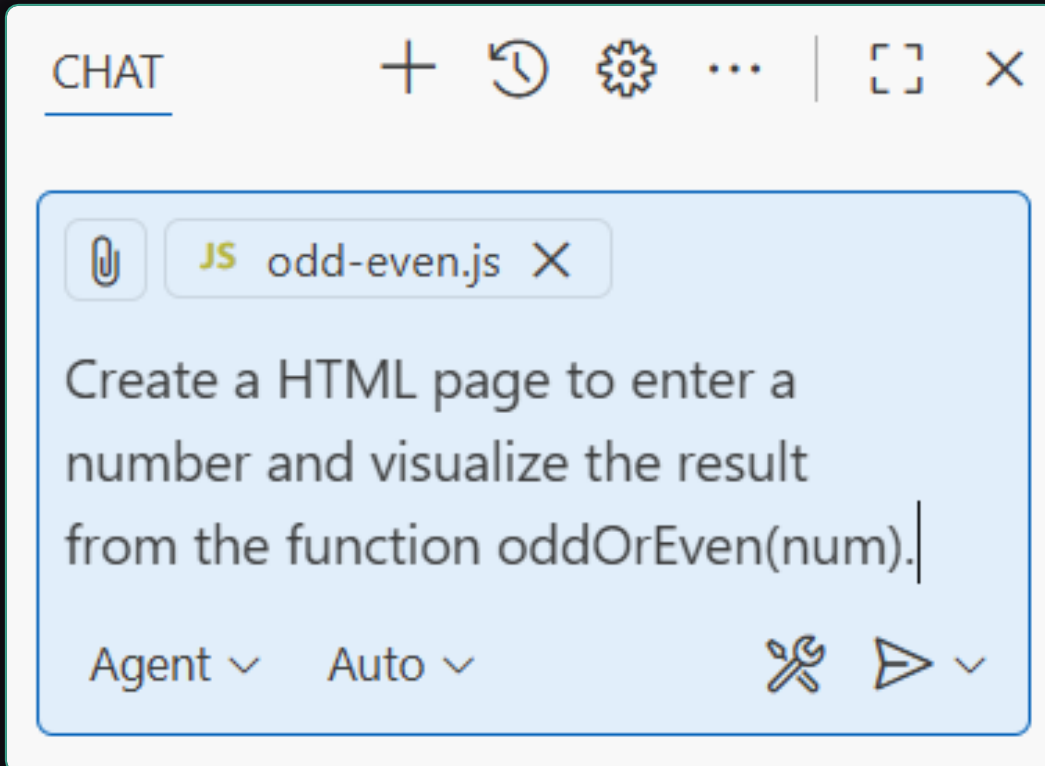 CHAT
JS odd-even.js
Create a HTML page to enter a
number and visualize the result
from the function oddOrEven(num).
Agent Auto